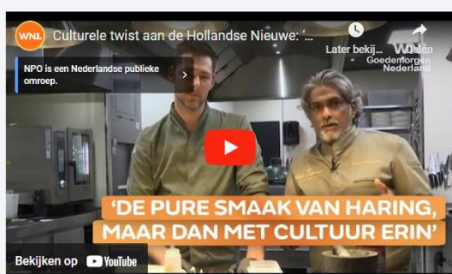 WNL
Culturele twist aan de Hollandse Nieuwe: ‘...
Later bekij...
Delen
NPO is een Nederlandse publieke
omroep.
Goedemorgen
Nederland
‘DE PURE SMAAK VAN HARING,
MAAR DAN MET CULTUUR ERIN’
Bekijken op YouTube